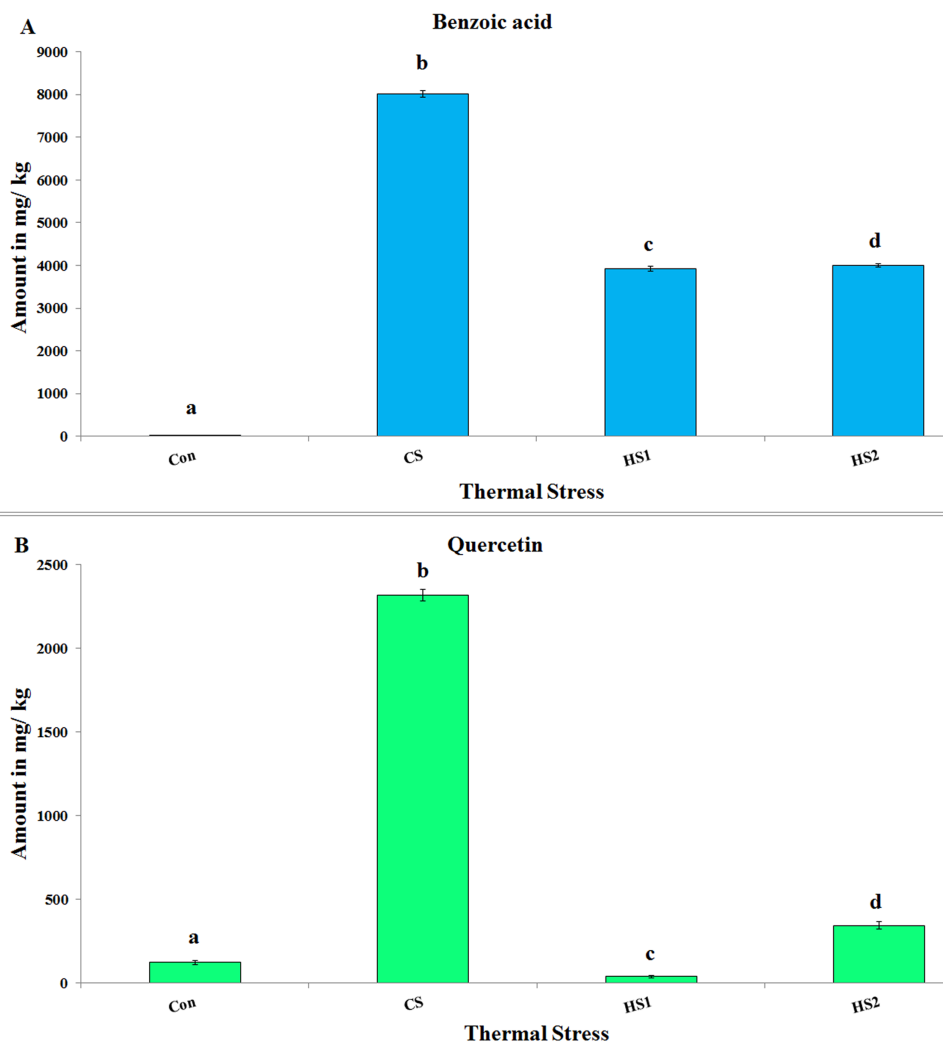 A
Benzoic acid
Amount in mg/ kg
9000
8000
7000
6000
5000
4000
3000
2000
1000
0
a
b
c
d
Con
CS
HS1
HS2
Thermal Stress
B
Quercetin
Amount in mg/ kg
2500
2000
1500
1000
500
0
a
b
c
d
Con
CS
HS1
HS2
Thermal Stress